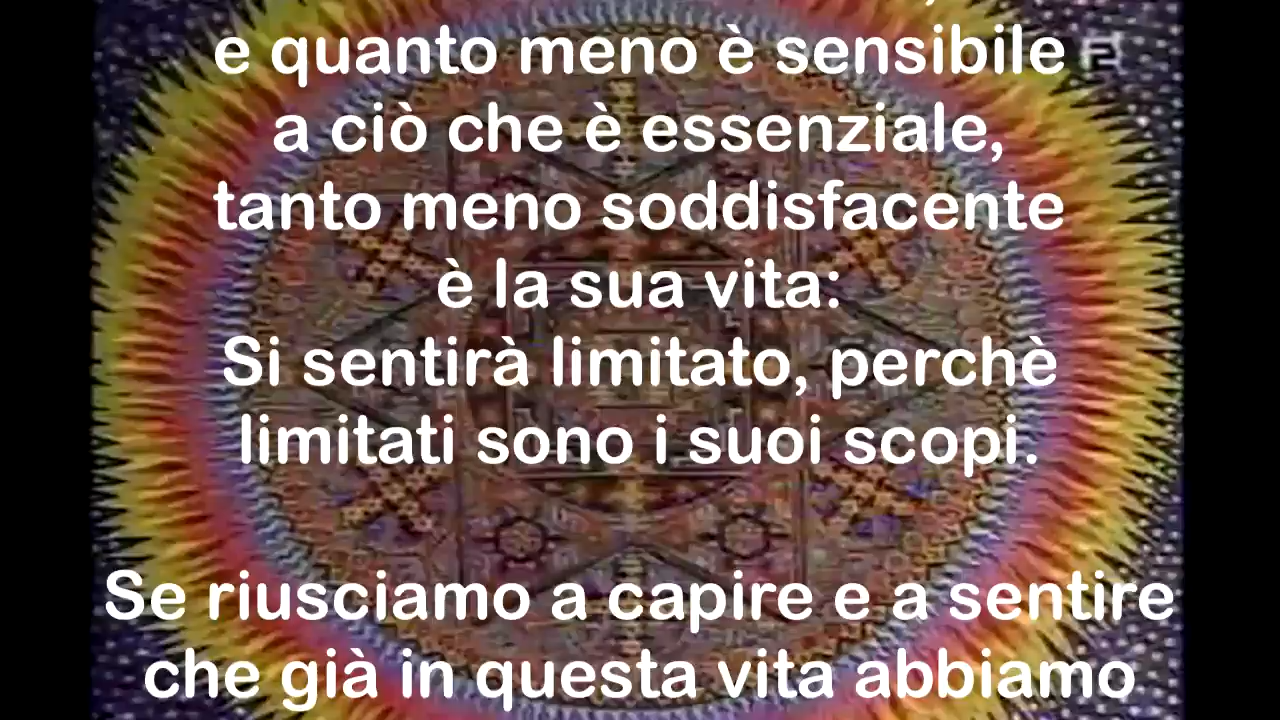 e quanto meno è sensibile
a ciò che è essenziale,
tanto meno soddisfacente
è la sua vita:
Si sentirà limitato, perchè
limitati sono i suoi scopi.
Se riusciamo a capire e a sentire
che già in questa vita abbiamo